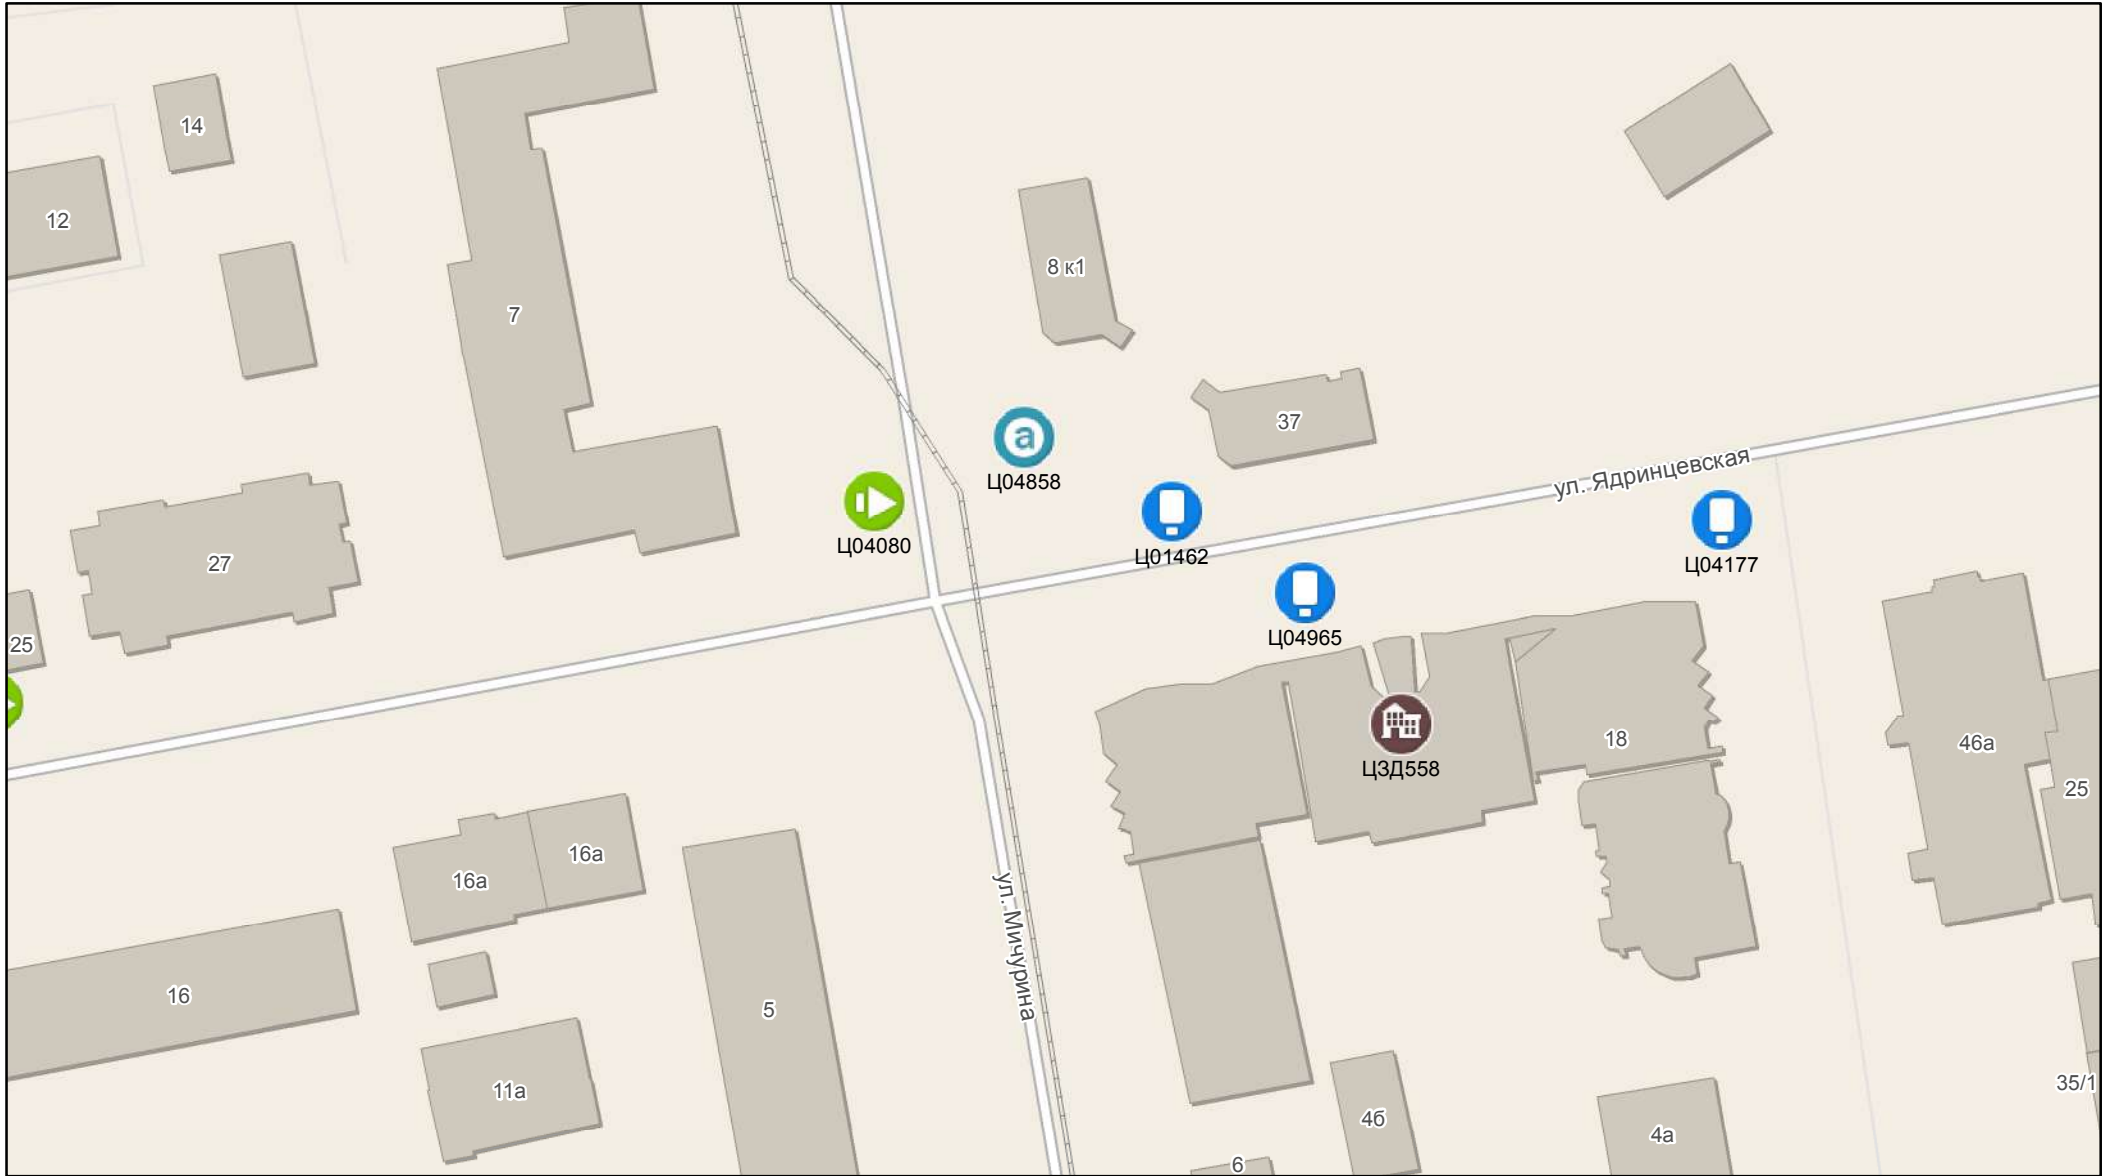 14
12
8 к1
7
37
a
ул. Ядринцевская
Ц04858
Ц04080
Ц01462
Ц04177
27
25
Ц04965
18
46а
ЦЗД558
25
16а
16а
ул. Мичурина
16
5
11а
35/1
4б
4а
6